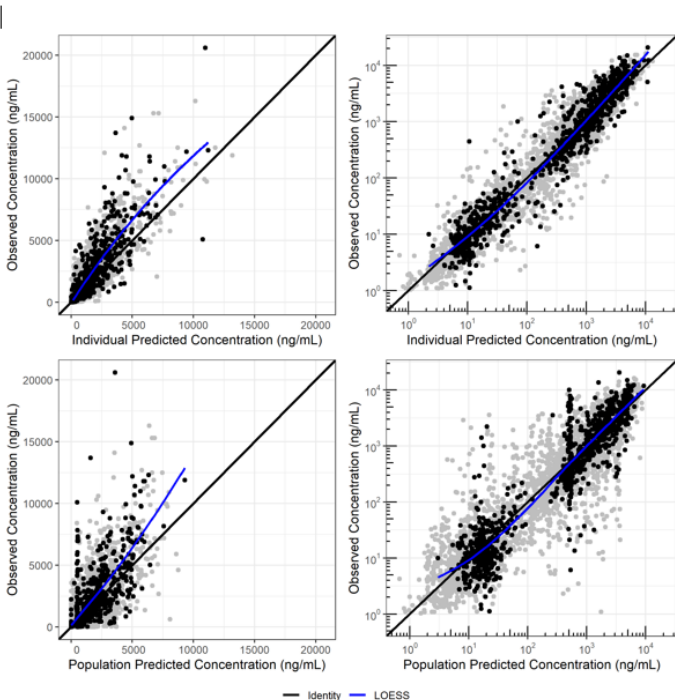 20000
15000
10000
5000
0
Observed Concentration (ng/mL)
0 5000 10000 15000 20000
Individual Predicted Concentration (ng/mL)
10⁴
10³
10²
10¹
10⁰
Observed Concentration (ng/mL)
10⁰ 10¹ 10² 10³ 10⁴
Individual Predicted Concentration (ng/mL)
20000
15000
10000
5000
0
Observed Concentration (ng/mL)
0 5000 10000 15000 20000
Population Predicted Concentration (ng/mL)
10⁴
10³
10²
10¹
10⁰
Observed Concentration (ng/mL)
10⁰ 10¹ 10² 10³ 10⁴
Population Predicted Concentration (ng/mL)
Identity LOESS